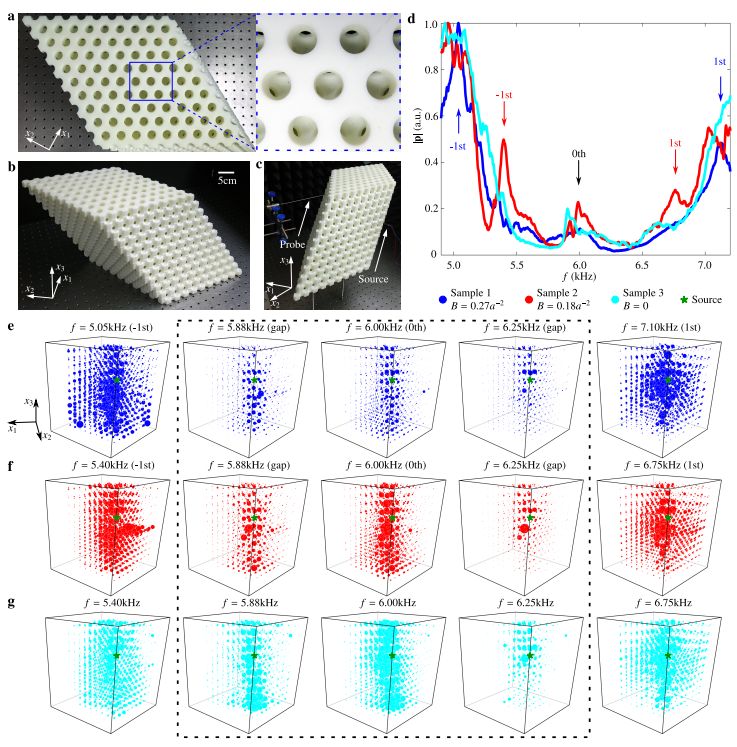 a
x₂
x₁
b
5cm
x₃
x₁
x₂
c
Probe
Source
x₃
x₁
x₂
d
|p| (a.u.)
1.0
0.8
0.6
0.4
0.2
0
-1st
-1st
0th
1st
1st
5.0
5.5
6.0
6.5
7.0
f (kHz)
Sample 1
B = 0.27a⁻²
Sample 2
B = 0.18a⁻²
Sample 3
B = 0
Source
e
f = 5.05kHz (-1st)
f = 5.88kHz (gap)
f = 6.00kHz (0th)
f = 6.25kHz (gap)
f = 7.10kHz (1st)
x₃
x₁
x₂
f
f = 5.40kHz (-1st)
f = 5.88kHz (gap)
f = 6.00kHz (0th)
f = 6.25kHz (gap)
f = 6.75kHz (1st)
g
f = 5.40kHz
f = 5.88kHz
f = 6.00kHz
f = 6.25kHz
f = 6.75kHz